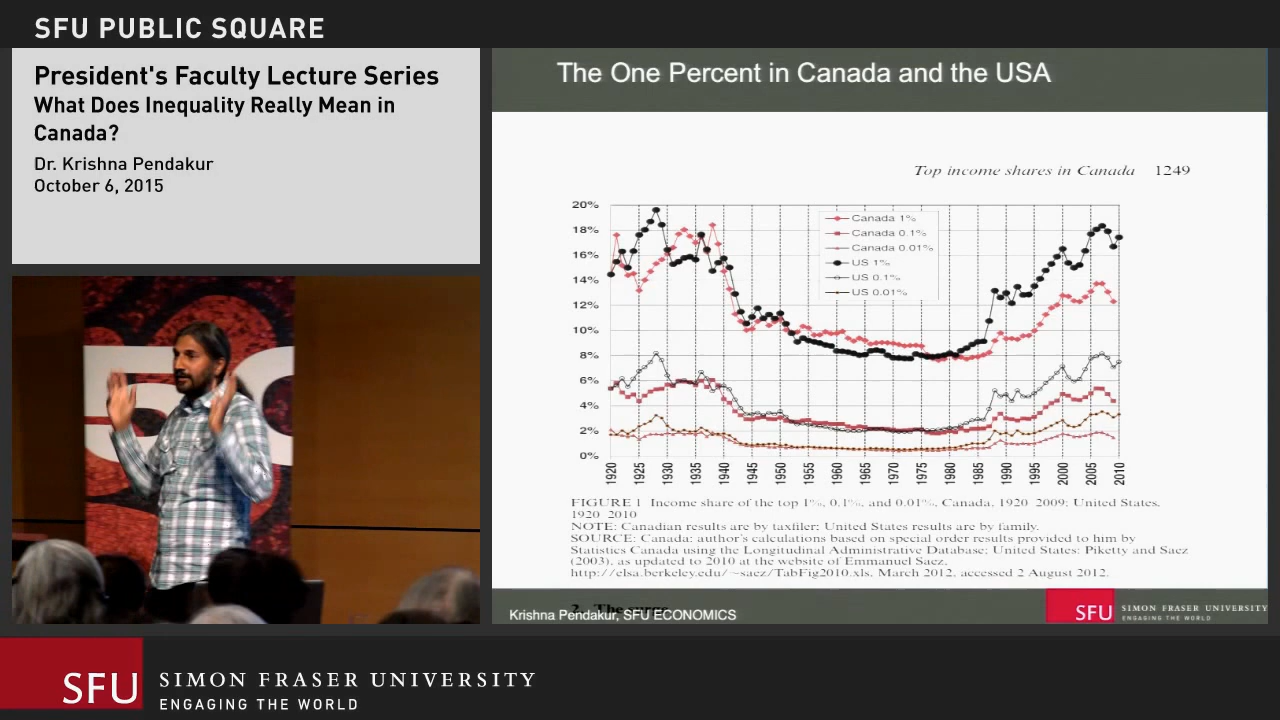 SFU PUBLIC SQUARE
President's Faculty Lecture Series
What Does Inequality Really Mean in
Canada?
Dr. Krishna Pendakur
October 6, 2015
The One Percent in Canada and the USA
Top income shares in Canada 1249
20%
18%
16%
14%
12%
10%
8%
6%
4%
2%
0%
Canada 1%
Canada 0.1%
Canada 0.01%
US 1%
US 0.1%
US 0.01%
1920 1925 1930 1935 1940 1945 1950 1955 1960 1965 1970 1975 1980 1985 1990 1995 2000 2005 2010
FIGURE 1 Income share of the top 1%, 0.1%, and 0.01%, Canada, 1920 2009; United States,
1920 2010
NOTE: Canadian results are by taxfiler; United States results are by family.
SOURCE: Canada: author's calculations based on special order results provided to him by
Statistics Canada using the Longitudinal Administrative Database; United States: Piketty and Saez
(2003), as updated to 2010 at the website of Emmanuel Saez,
http://elsa.berkeley.edu/~saez/TabFig2010.xls, March 2012, accessed 2 August 2012.
Krishna Pendakur, SFU ECONOMICS
SFU SIMON FRASER UNIVERSITY
ENGAGING THE WORLD
SFU SIMON FRASER UNIVERSITY
ENGAGING THE WORLD